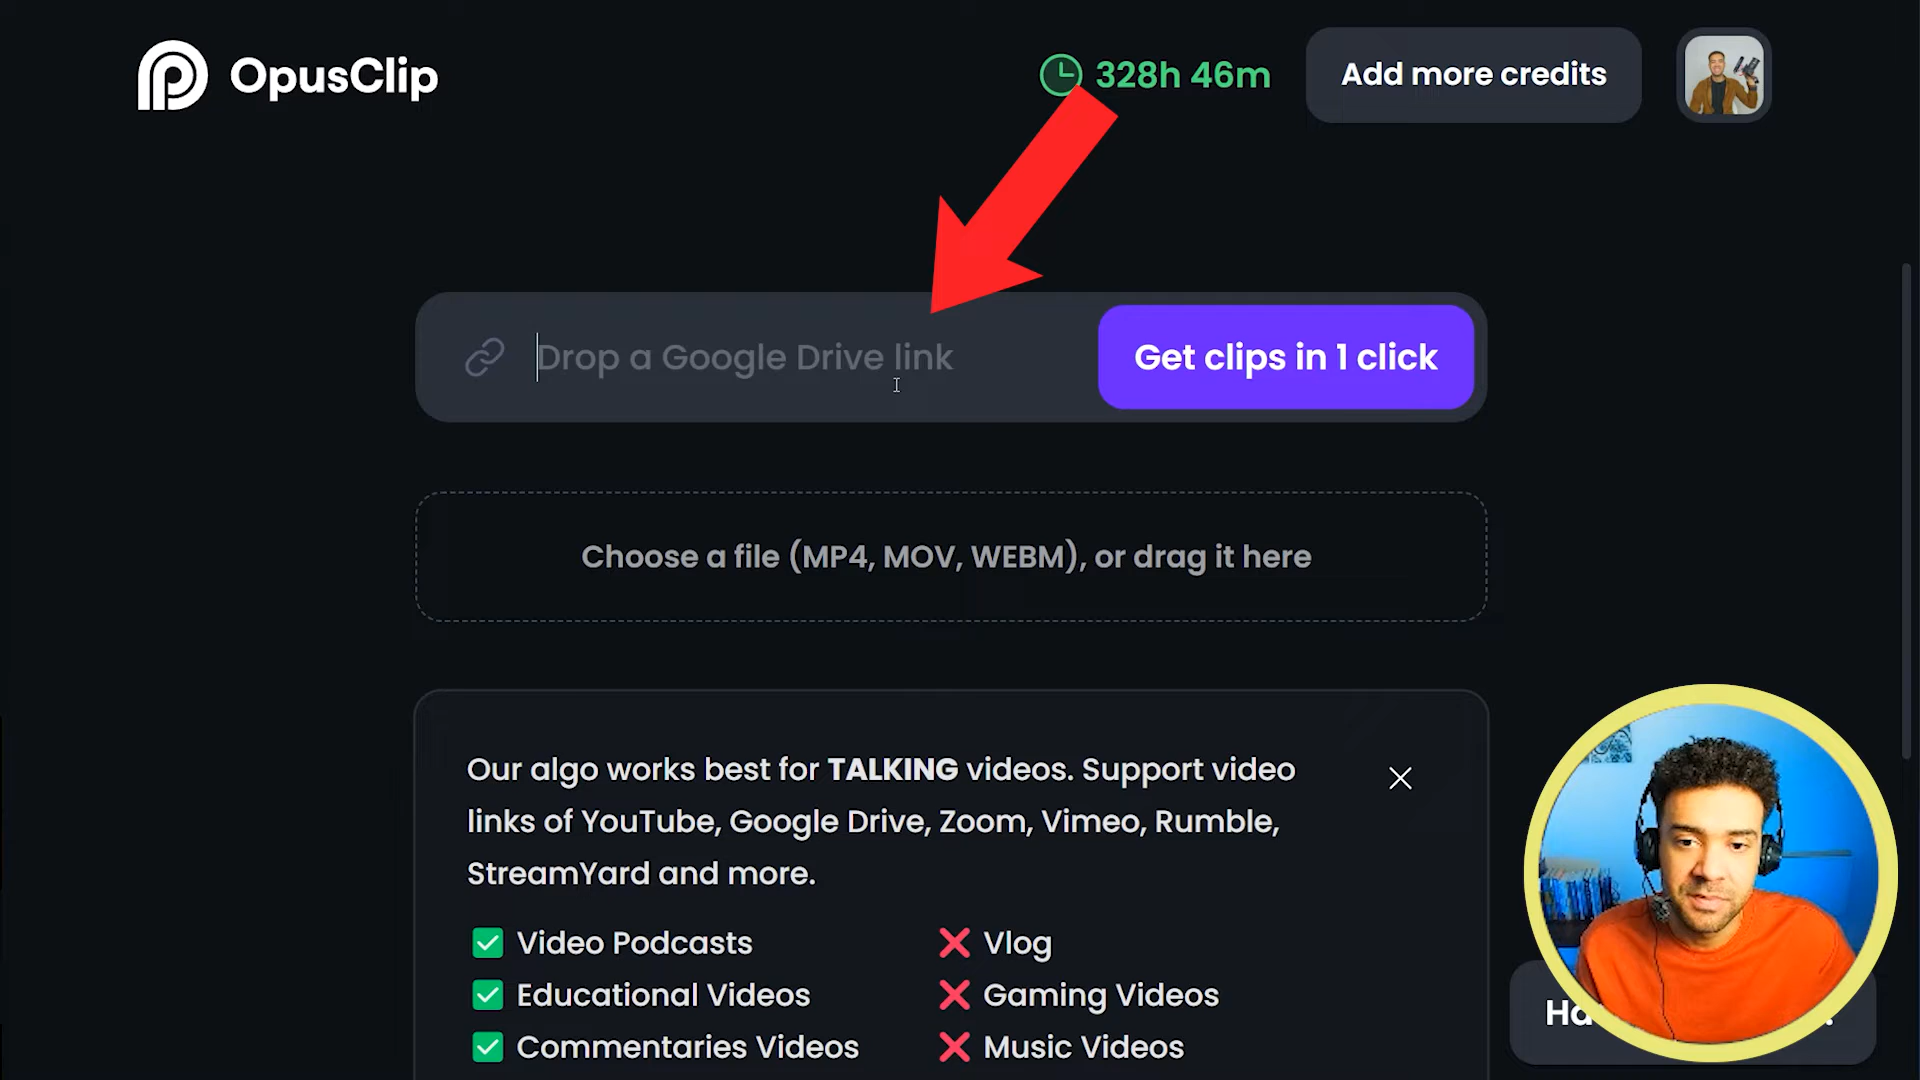 OpusClip
328h 46m
Add more credits
Drop a Google Drive link
Get clips in 1 click
Choose a file (MP4, MOV, WEBM), or drag it here
Our algo works best for TALKING videos. Support video
links of YouTube, Google Drive, Zoom, Vimeo, Rumble,
StreamYard and more.
Video Podcasts
Vlog
Educational Videos
Gaming Videos
Commentaries Videos
Music Videos